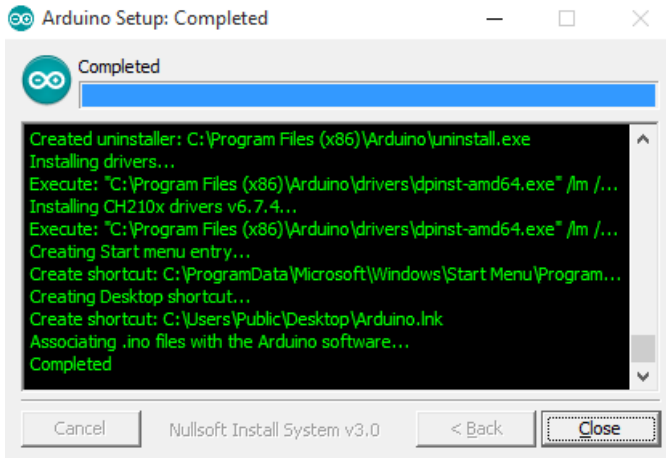 Arduino Setup: Completed
Completed
Created uninstaller: C:\Program Files (x86)\Arduino\uninstall.exe
Installing drivers...
Execute: "C:\Program Files (x86)\Arduino\drivers\dpinst-amd64.exe" /lm /...
Installing CH210x drivers v6.7.4...
Execute: "C:\Program Files (x86)\Arduino\drivers\dpinst-amd64.exe" /lm /...
Creating Start menu entry...
Create shortcut: C:\ProgramData\Microsoft\Windows\Start Menu\Program...
Creating Desktop shortcut...
Create shortcut: C:\Users\Public\Desktop\Arduino.lnk
Associating .ino files with the Arduino software...
Completed
Cancel Nullsoft Install System v3.0 < Back Close